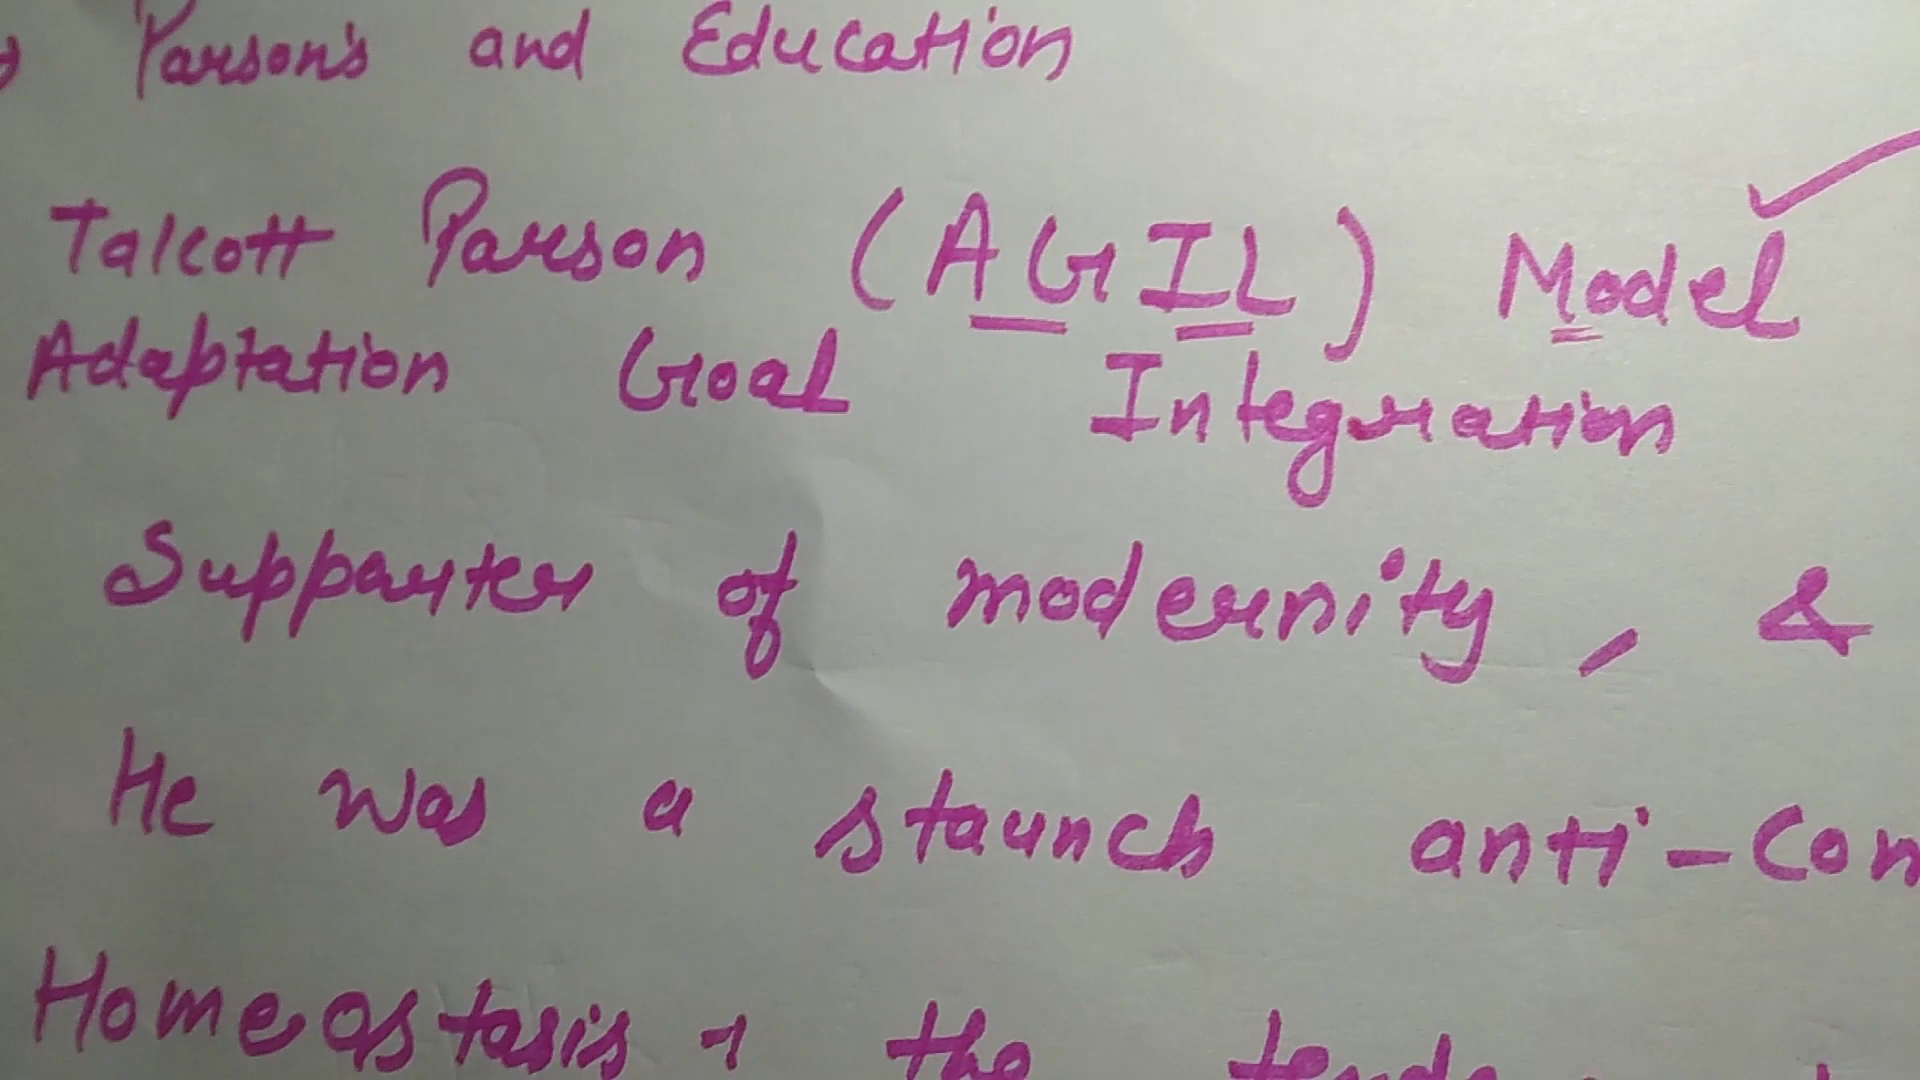 Parson's and Education
Talcott Parson (AGIL) Model
Adaptation Goal Integration
Supparter of modernity, &
He was a staunch anti-Con
Homeostasis → the